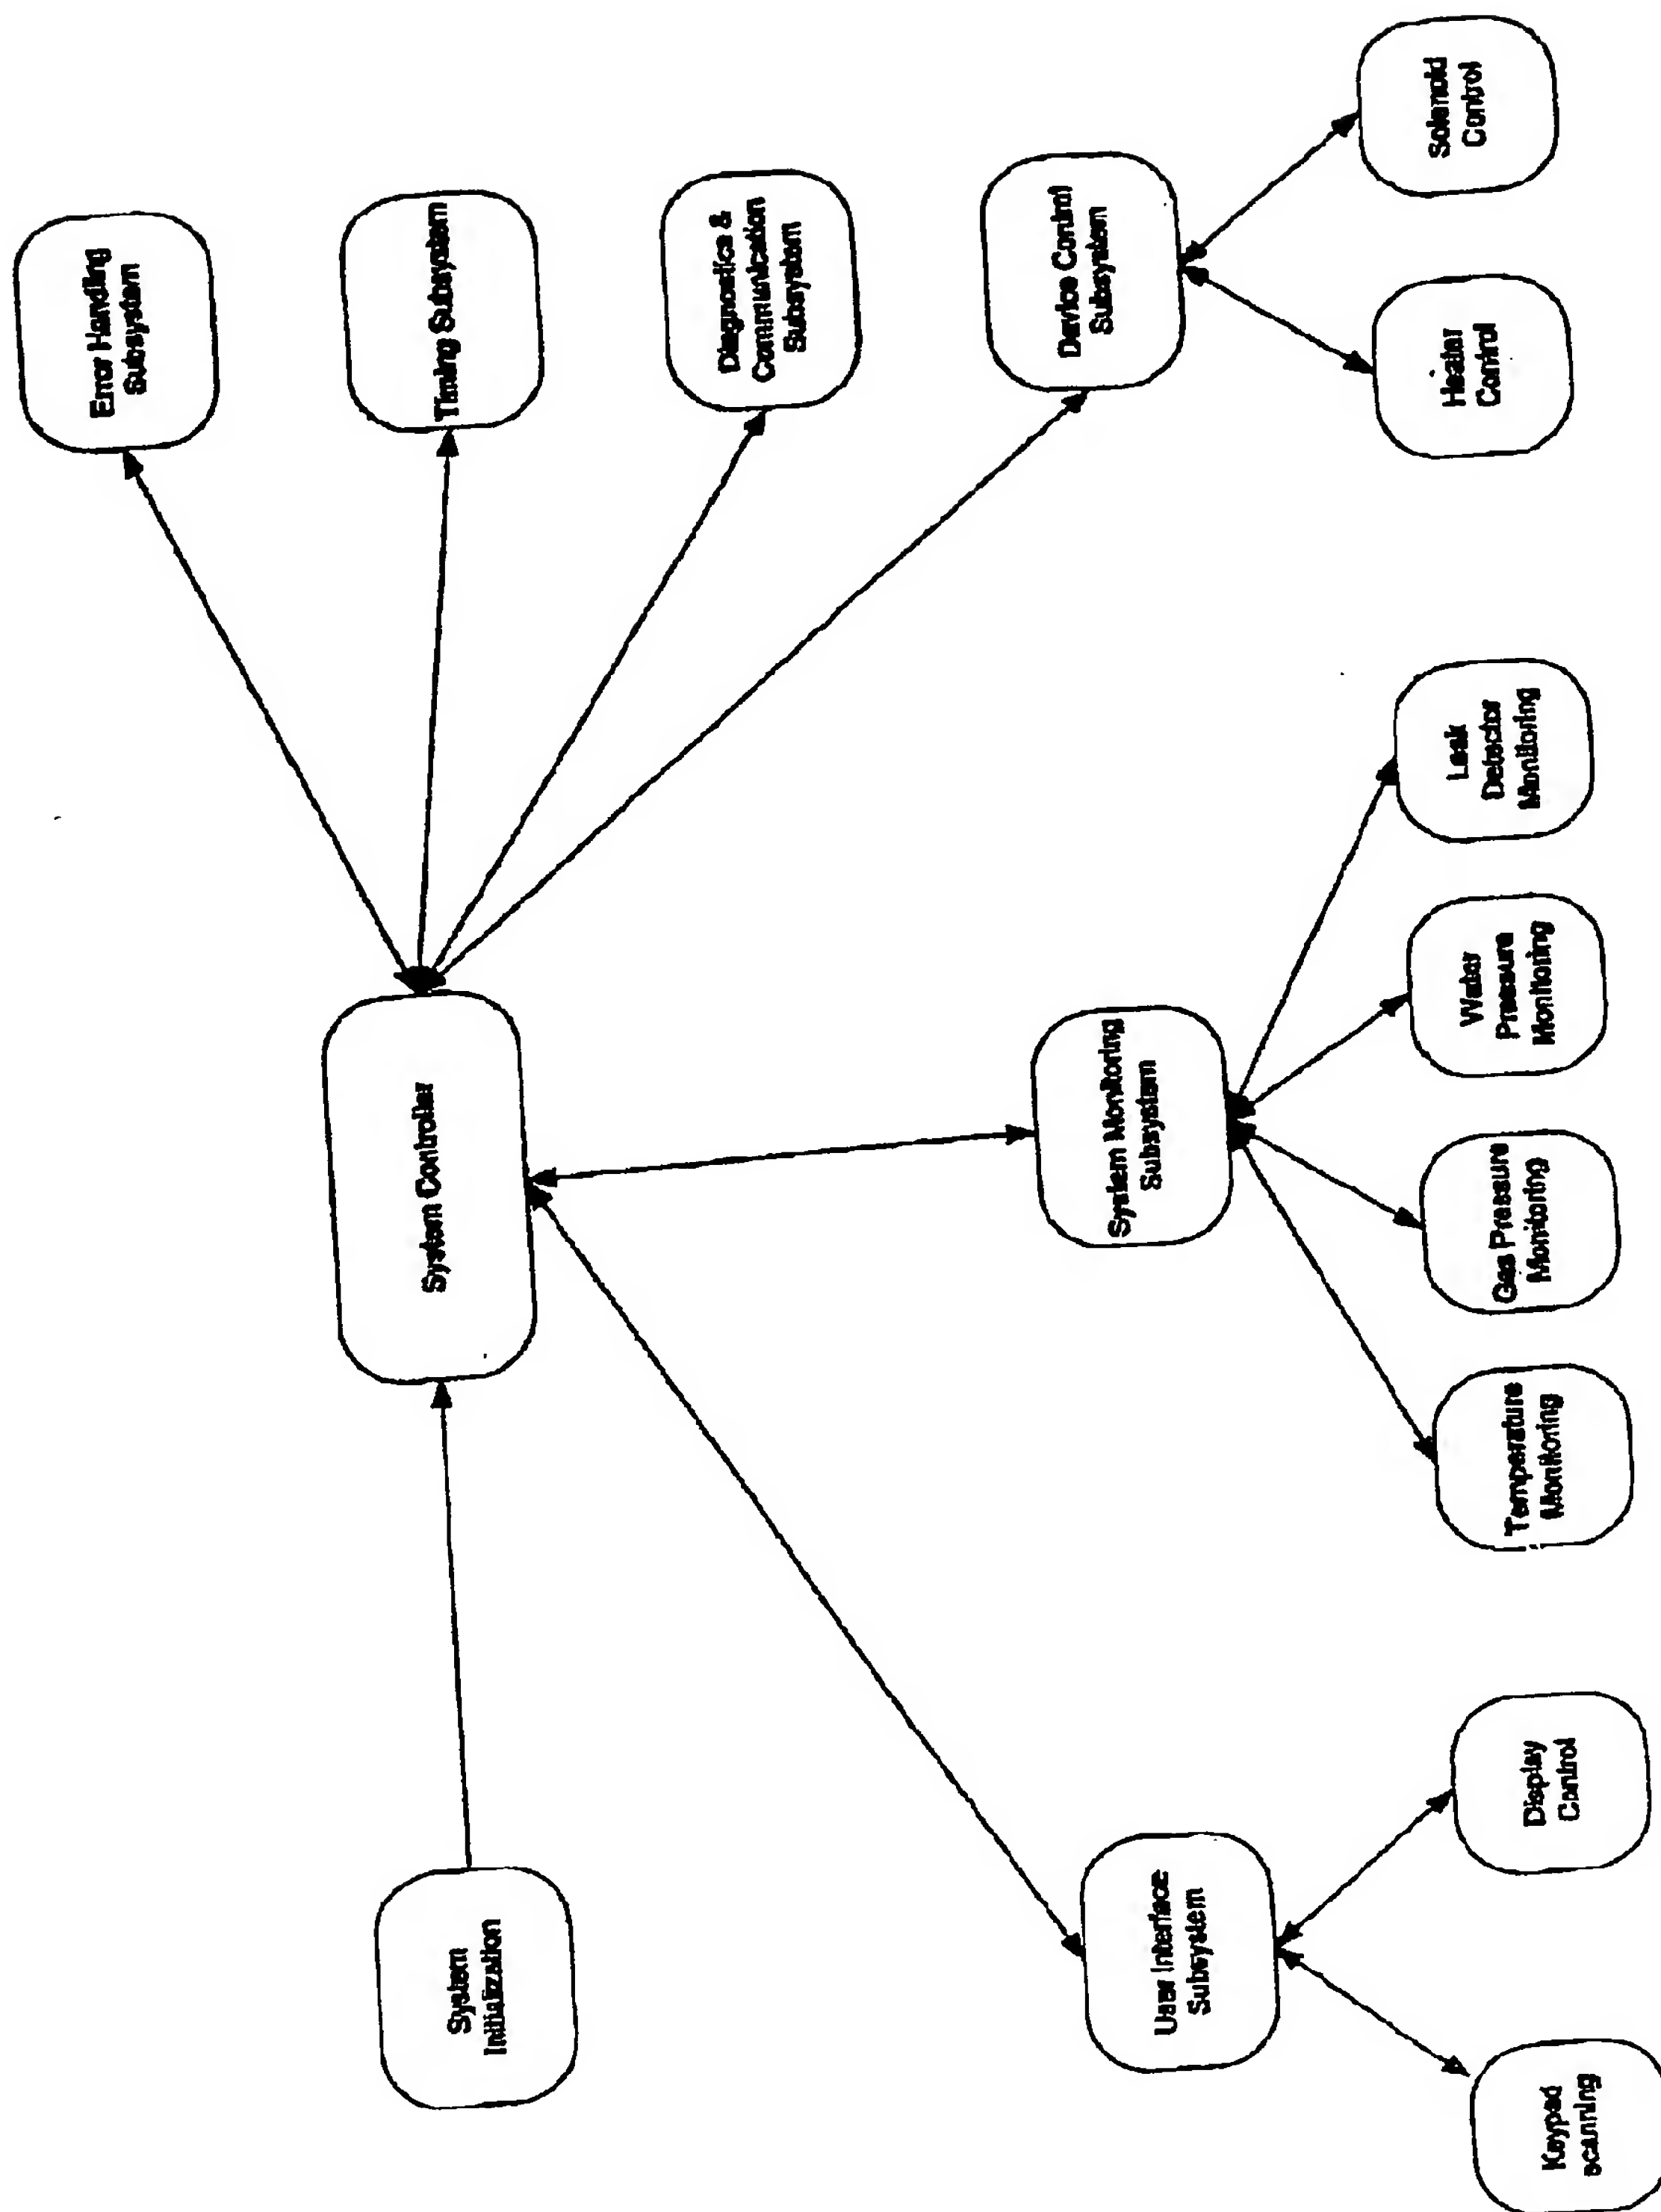 Error Handling
Subsystem
System
Initialization
System Controller
Timing Subsystem
Diagnostics &
Communication
Subsystem
User Interface
Subsystem
System Monitoring
Subsystem
Device Control
Subsystem
Keypad
scanning
Display
Control
Temperature
Monitoring
Gas Pressure
Monitoring
Water
Pressure
Monitoring
Leak
Detector
Monitoring
Heater
Control
Solenoid
Control